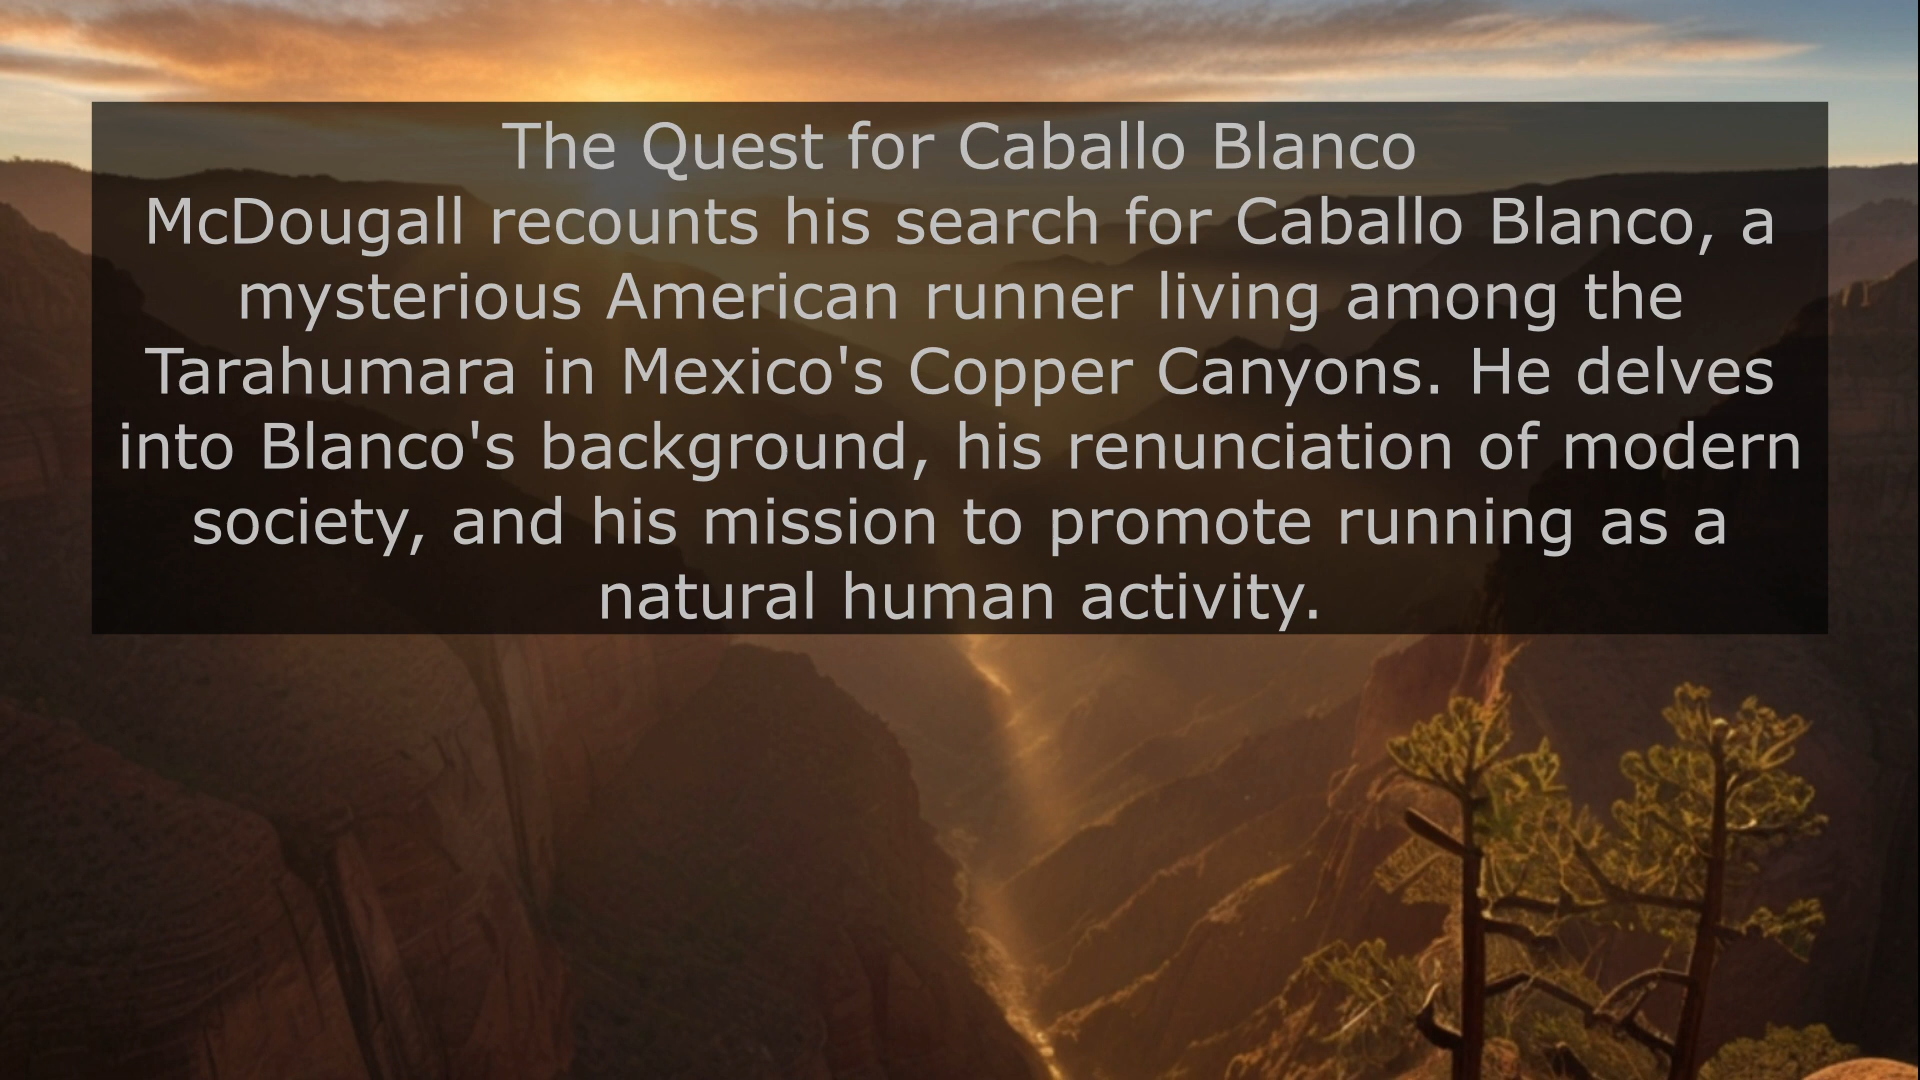 The Quest for Caballo Blanco
McDougall recounts his search for Caballo Blanco, a
mysterious American runner living among the
Tarahumara in Mexico's Copper Canyons. He delves
into Blanco's background, his renunciation of modern
society, and his mission to promote running as a
natural human activity.